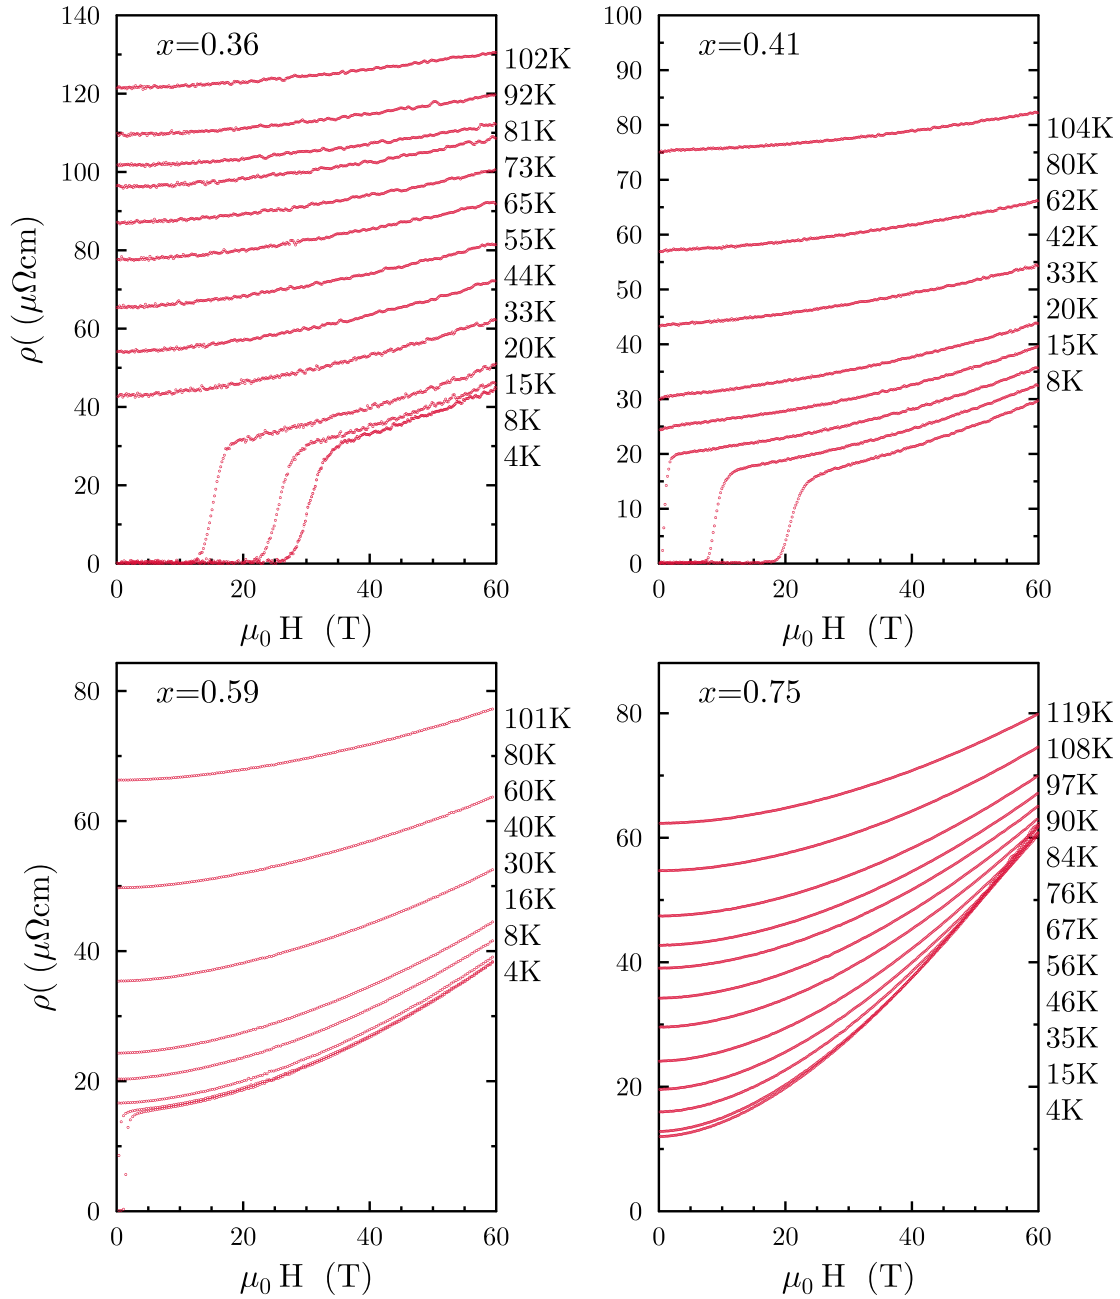 x=0.36
140
120
100
80
60
40
20
0
0 20 40 60
ρ( (μΩcm)
μ₀ H (T)
102K
92K
81K
73K
65K
55K
44K
33K
20K
15K
8K
4K
x=0.41
100
90
80
70
60
50
40
30
20
10
0
0 20 40 60
μ₀ H (T)
104K
80K
62K
42K
33K
20K
15K
8K
x=0.59
80
60
40
20
0
0 20 40 60
ρ( (μΩcm)
μ₀ H (T)
101K
80K
60K
40K
30K
16K
8K
4K
x=0.75
80
60
40
20
0
0 20 40 60
μ₀ H (T)
119K
108K
97K
90K
84K
76K
67K
56K
46K
35K
15K
4K